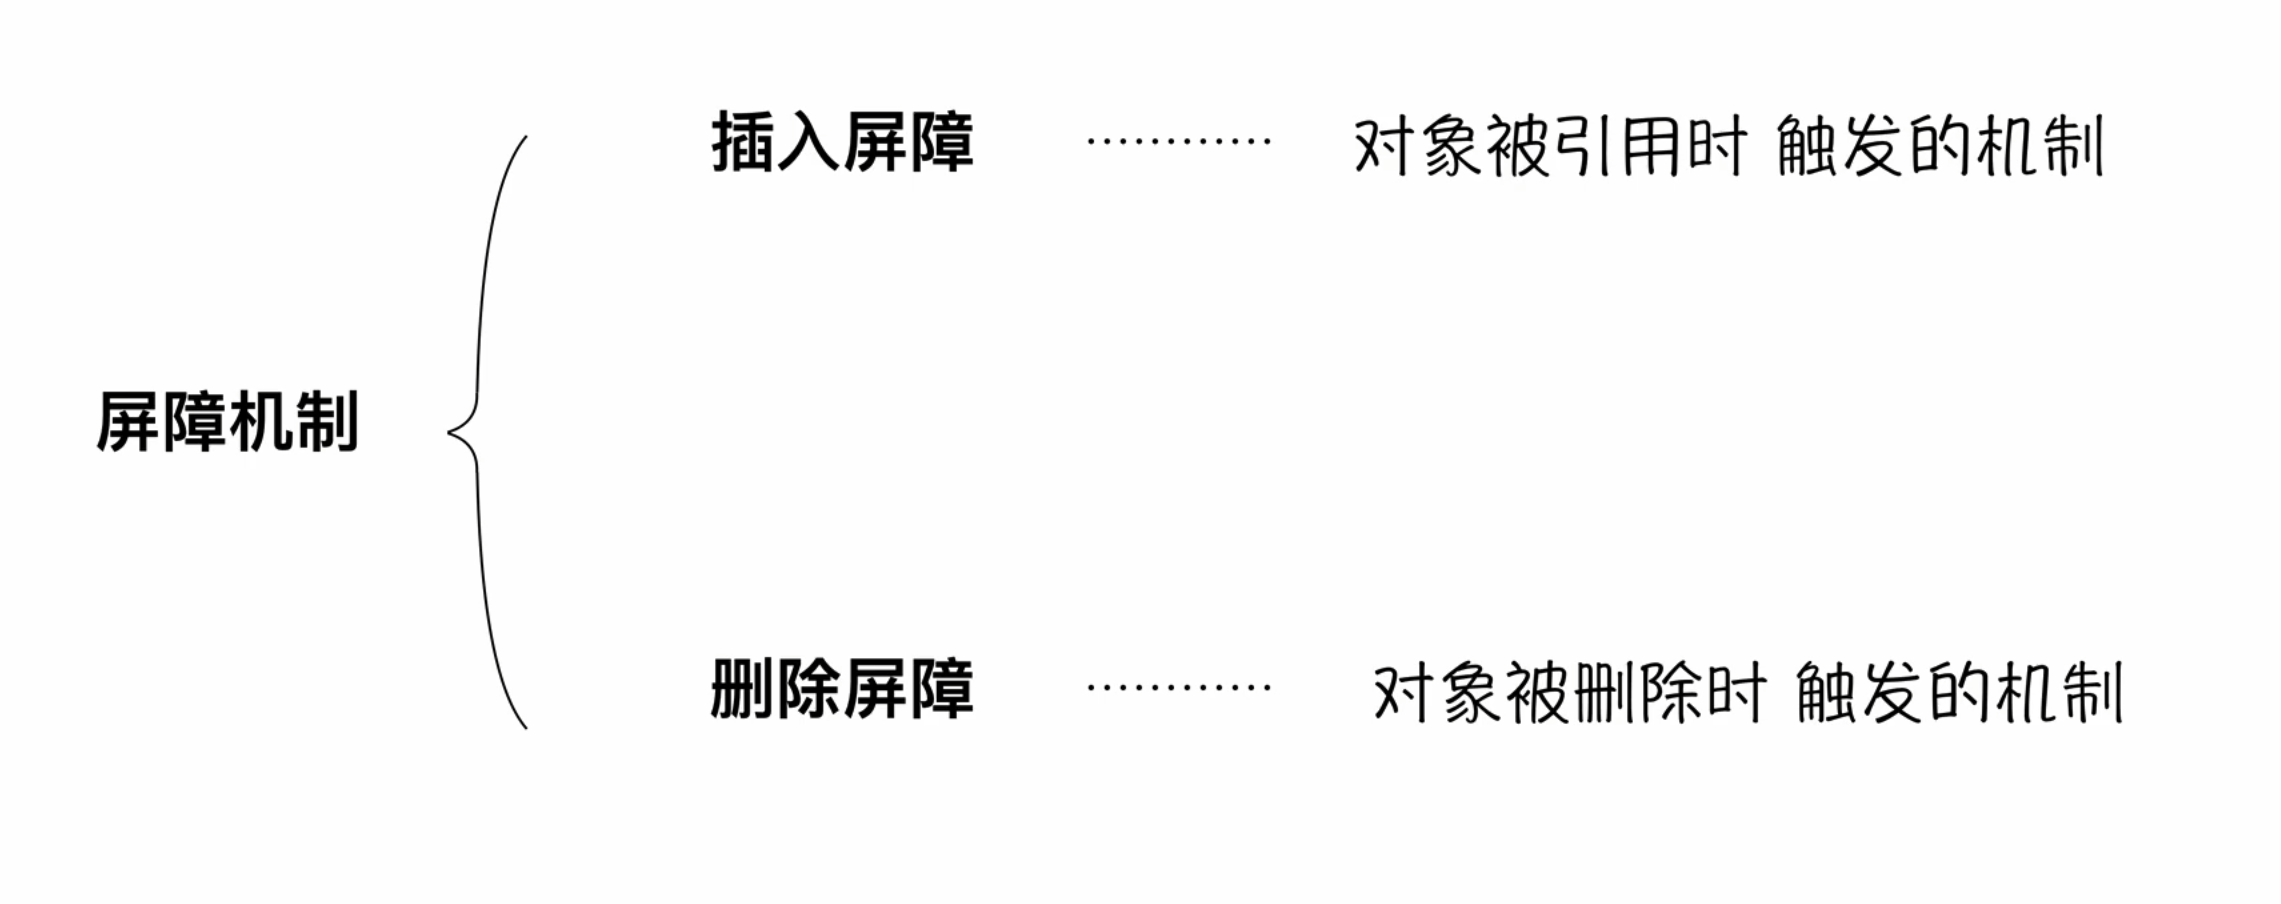 插入屏障 ………… 对象被引用时 触发的机制
屏障机制
删除屏障 ………… 对象被删除时 触发的机制